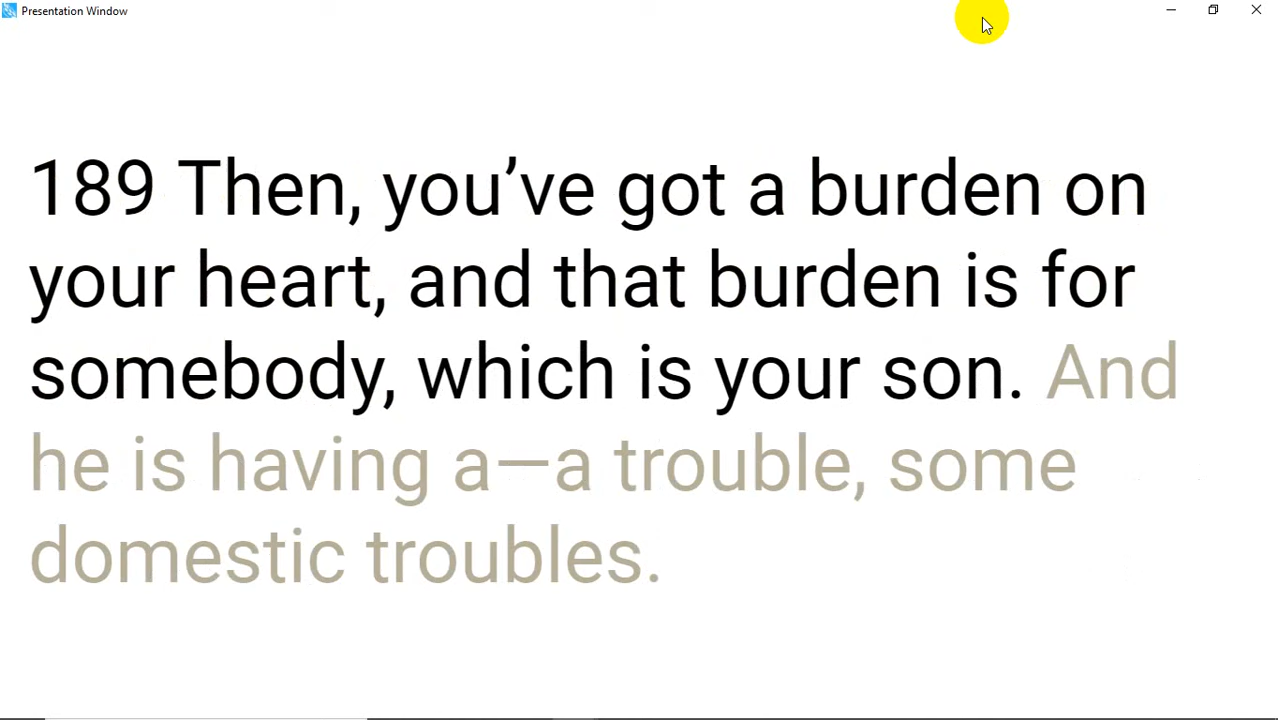 Presentation Window
189 Then, you’ve got a burden on
your heart, and that burden is for
somebody, which is your son. And
he is having a—a trouble, some
domestic troubles.